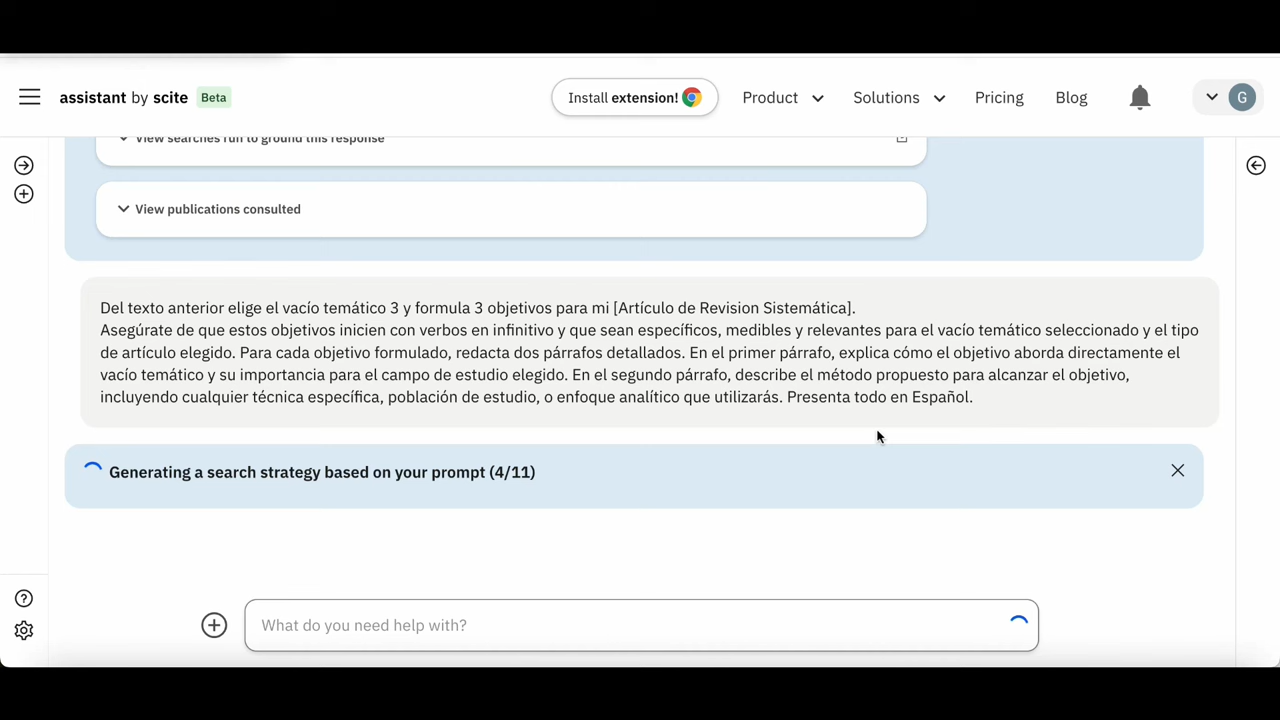 assistant by scite Beta
Install extension!
Product
Solutions
Pricing
Blog
G
View searches run to ground this response
View publications consulted
Del texto anterior elige el vacío temático 3 y formula 3 objetivos para mi [Artículo de Revision Sistemática].
Asegúrate de que estos objetivos inicien con verbos en infinitivo y que sean específicos, medibles y relevantes para el vacío temático seleccionado y el tipo
de artículo elegido. Para cada objetivo formulado, redacta dos párrafos detallados. En el primer párrafo, explica cómo el objetivo aborda directamente el
vacío temático y su importancia para el campo de estudio elegido. En el segundo párrafo, describe el método propuesto para alcanzar el objetivo,
incluyendo cualquier técnica específica, población de estudio, o enfoque analítico que utilizarás. Presenta todo en Español.
Generating a search strategy based on your prompt (4/11)
What do you need help with?